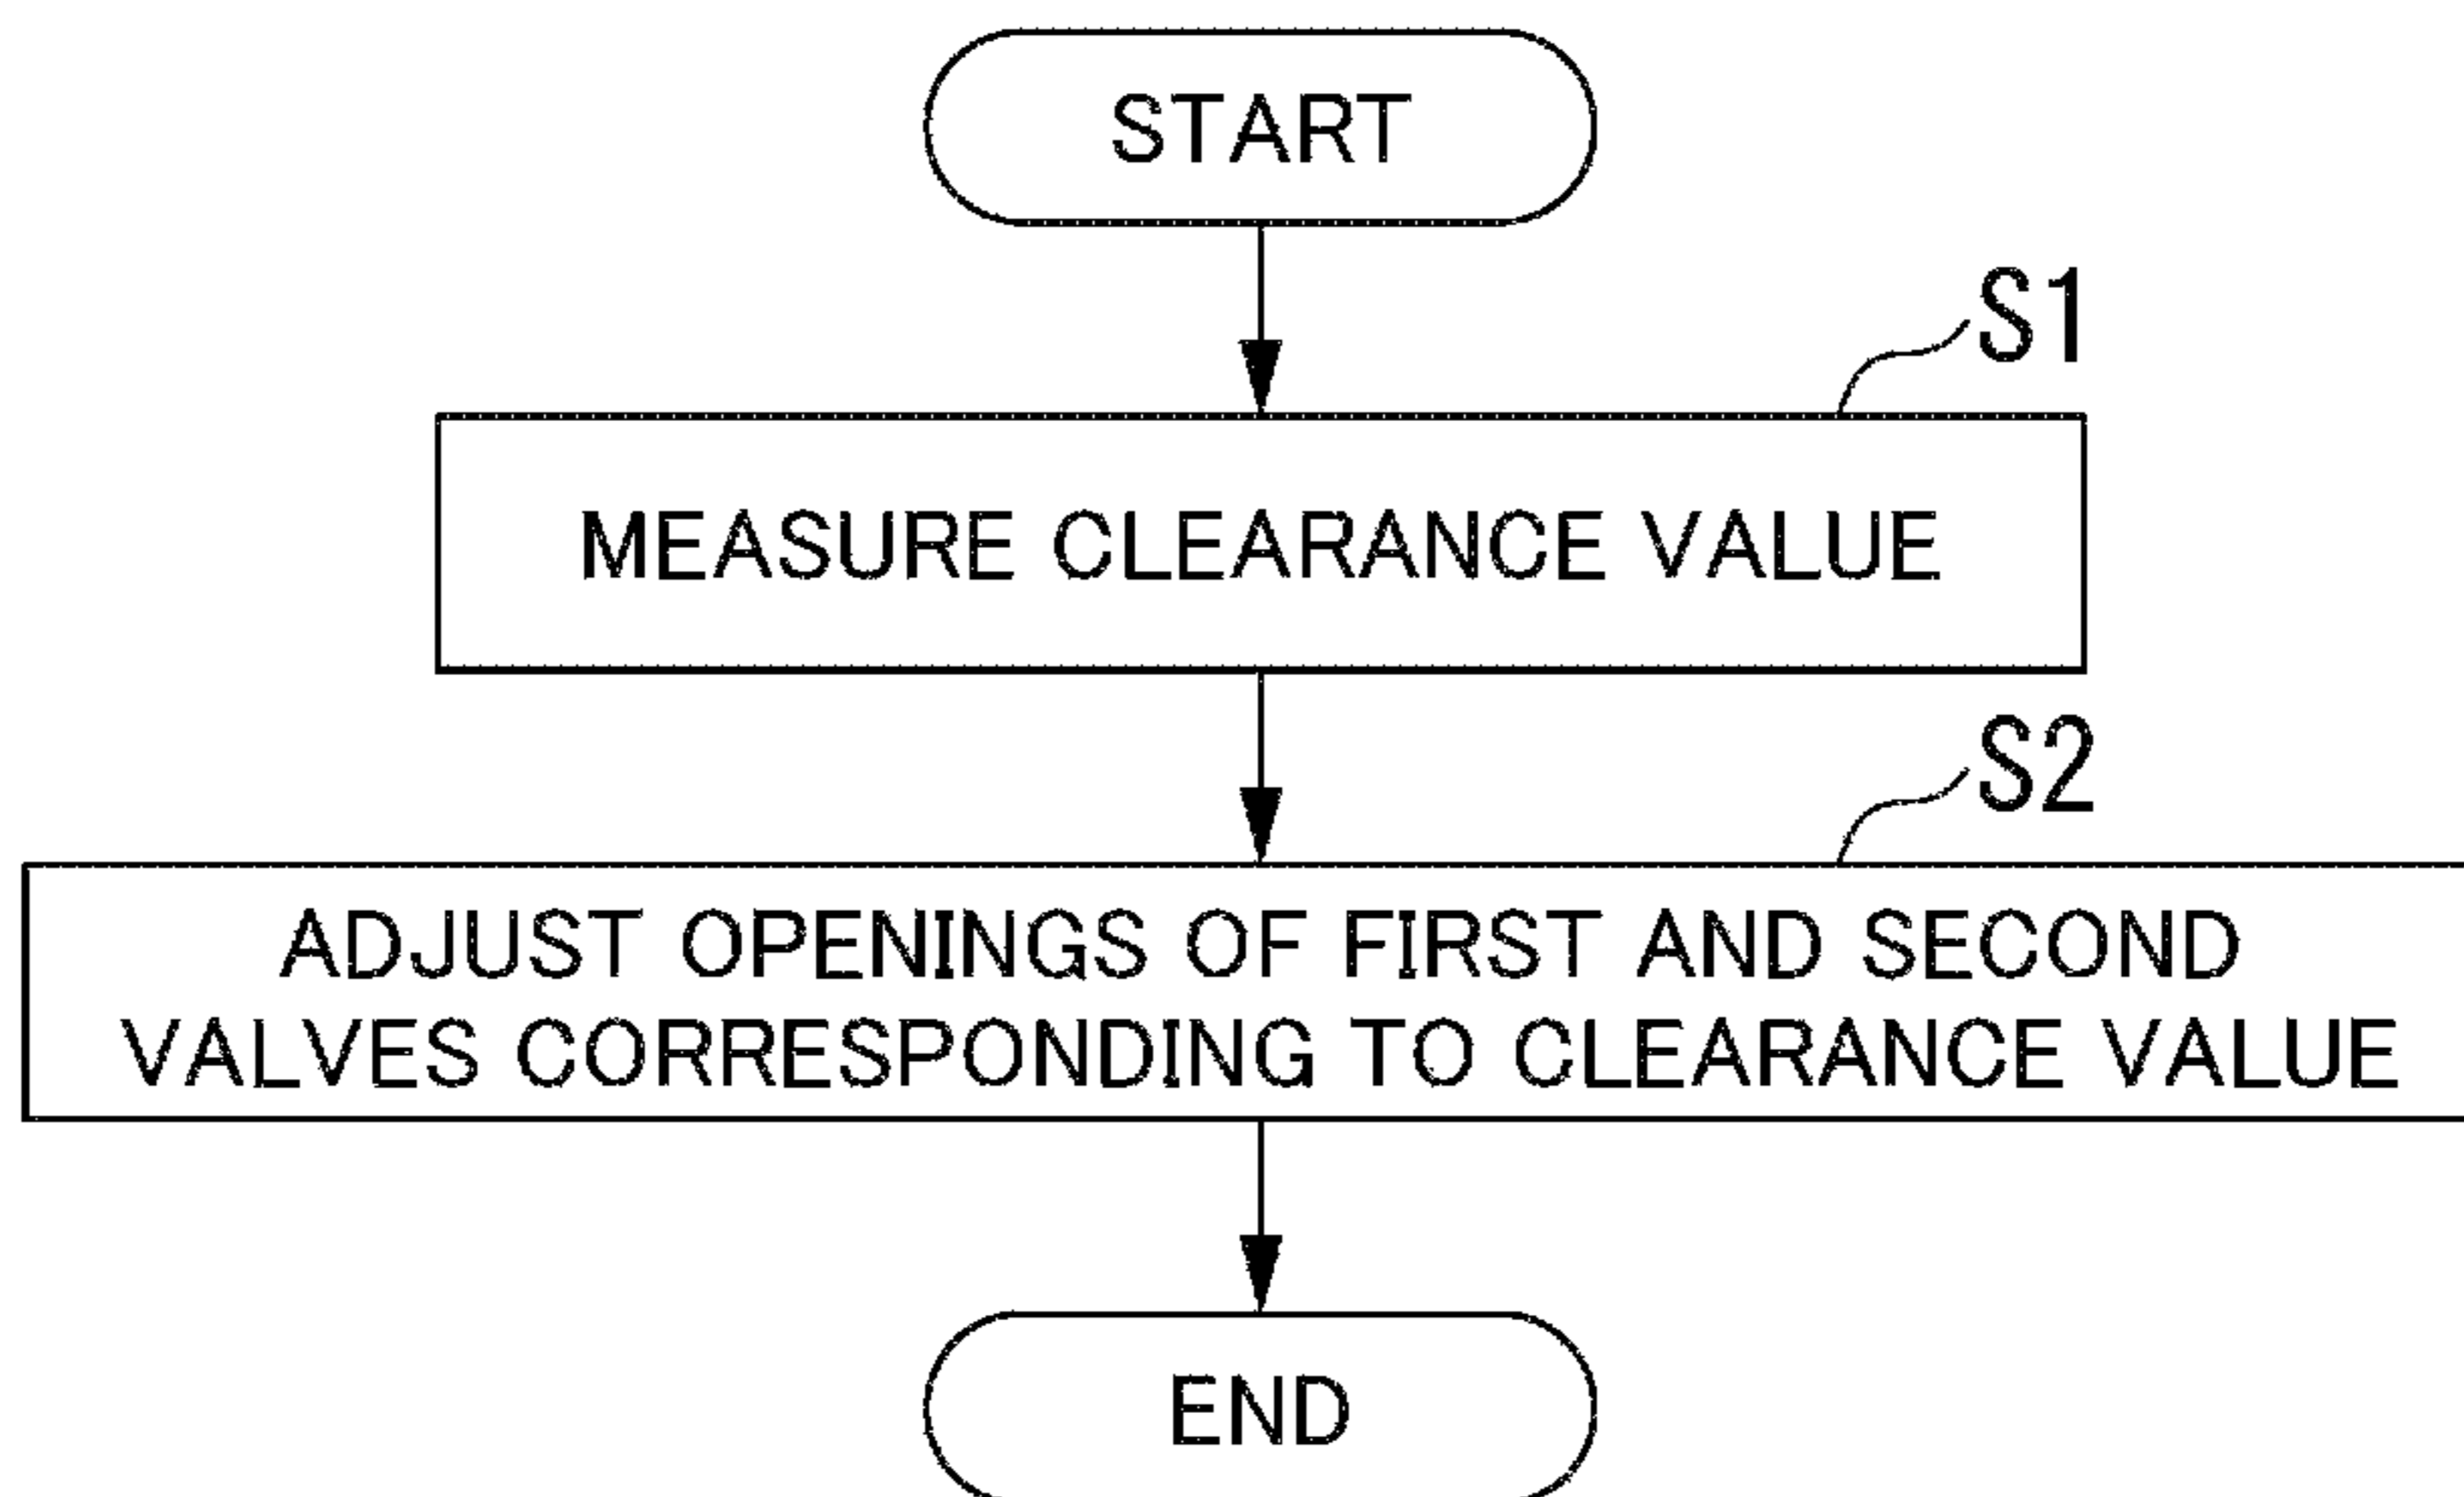 START
S1
MEASURE CLEARANCE VALUE
S2
ADJUST OPENINGS OF FIRST AND SECOND
VALVES CORRESPONDING TO CLEARANCE VALUE
END